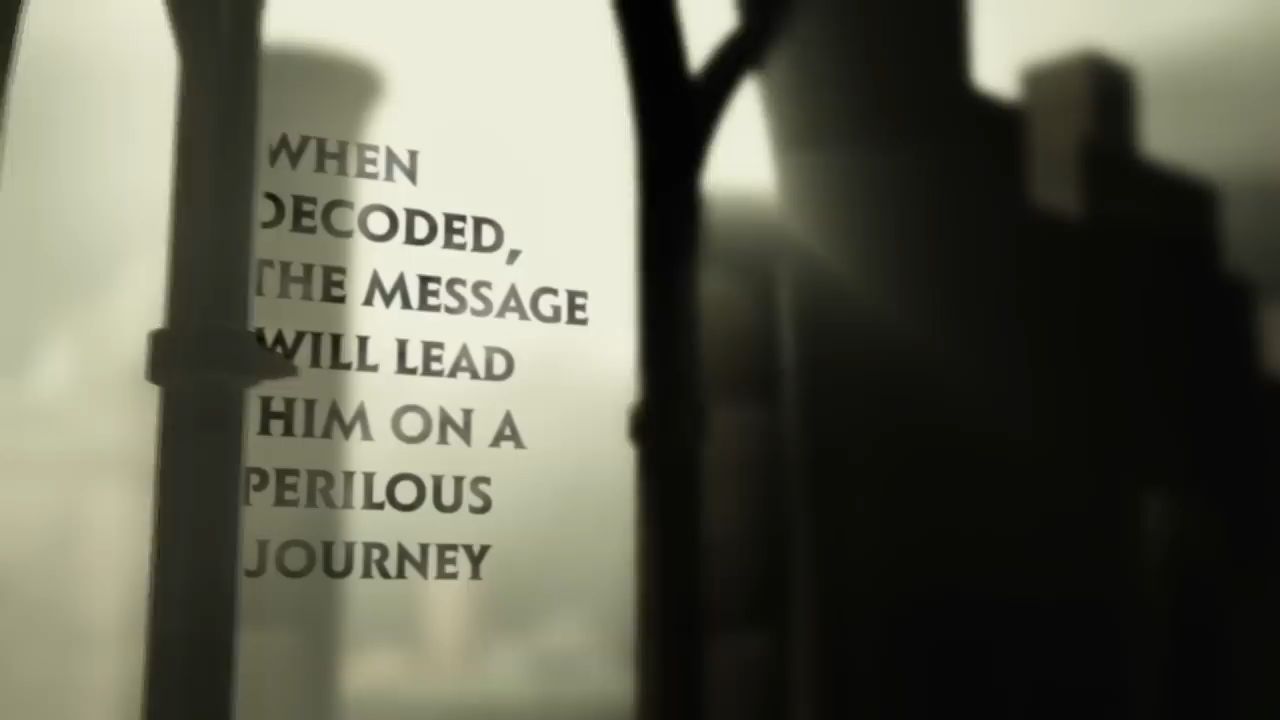 WHEN
DECODED,
THE MESSAGE
WILL LEAD
HIM ON A
PERILOUS
JOURNEY